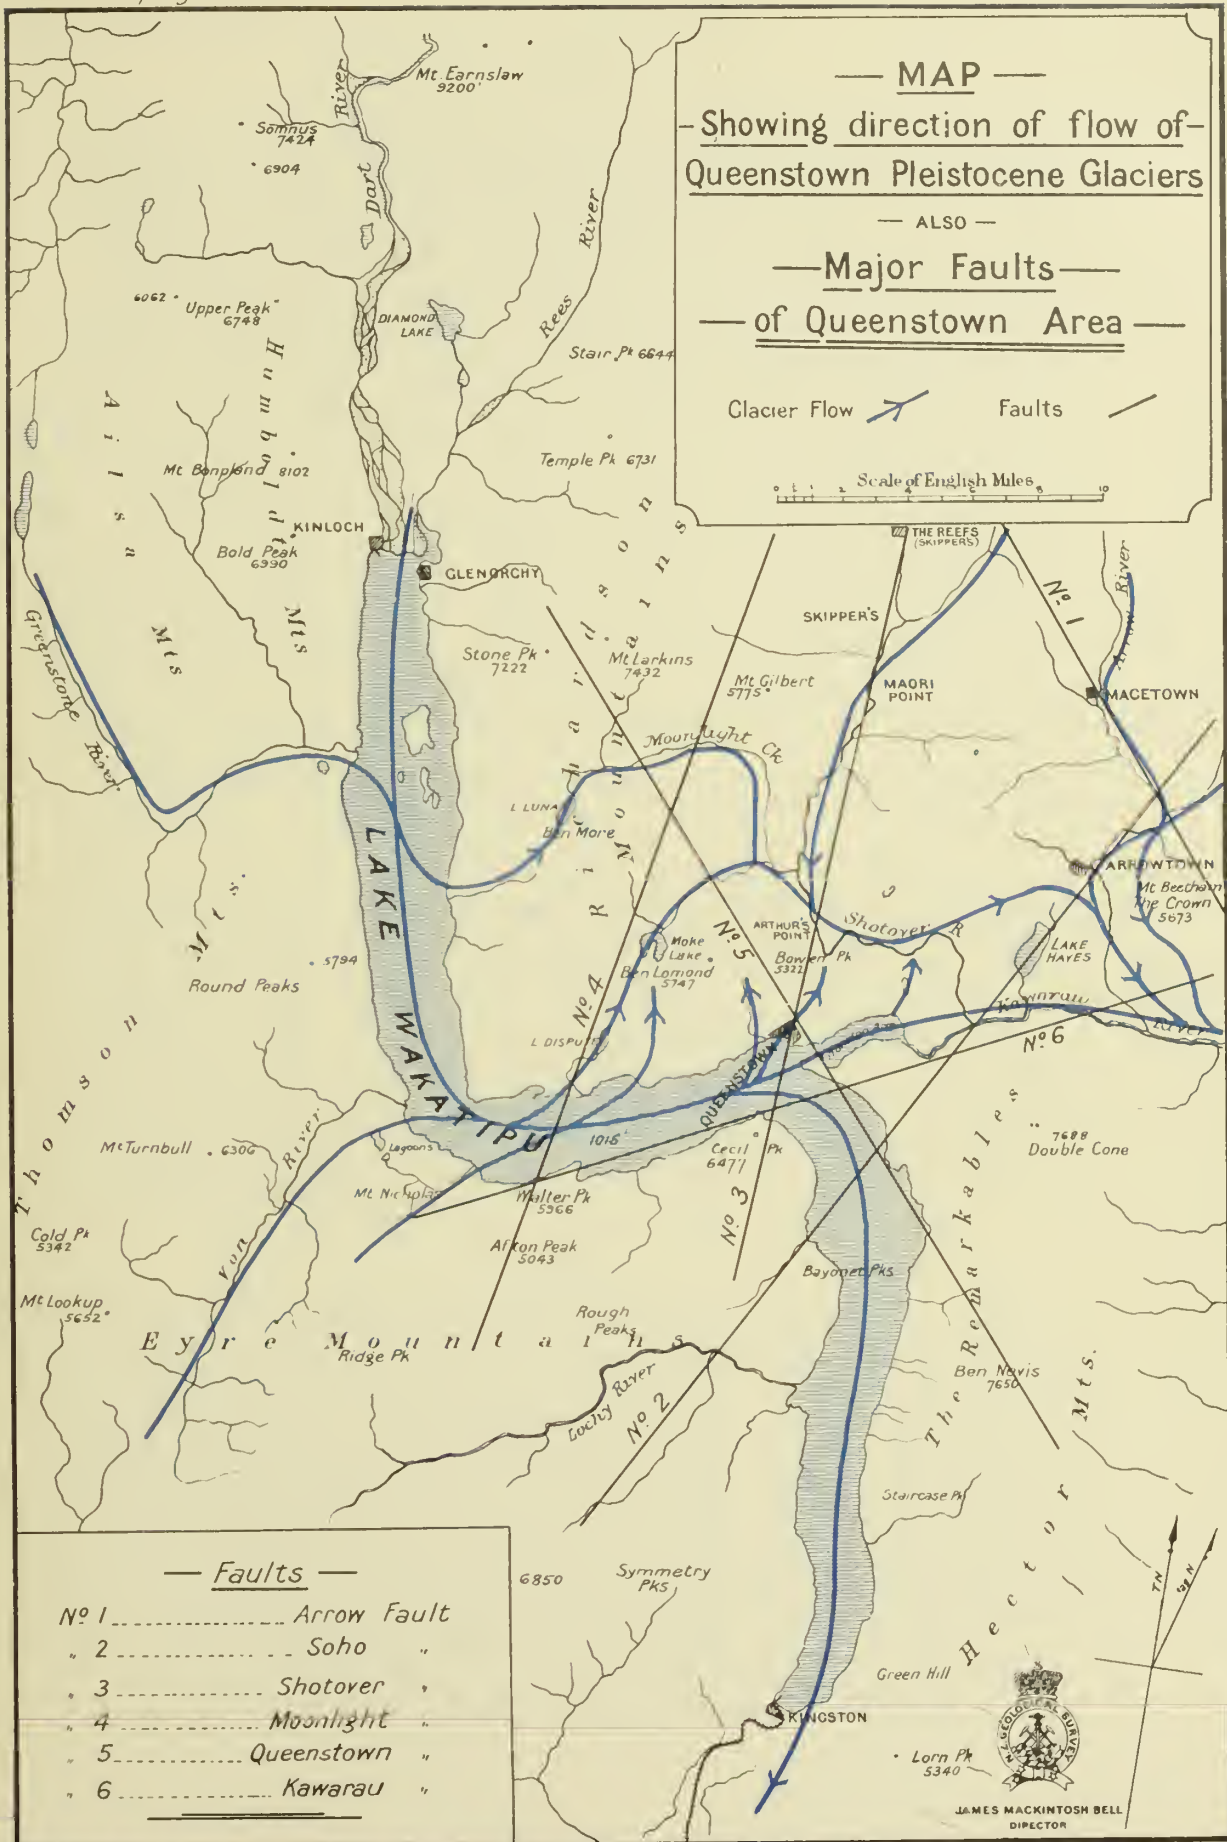 — MAP —
-Showing direction of flow of-
Queenstown Pleistocene Glaciers
— ALSO —
—Major Faults—
— of Queenstown Area —
Glacier Flow
Faults
Scale of English Miles
0 1 2 4 6 8 10
Mt. Earnslaw
9200'
River
Dart
Somnus
7424
6904
River
Rees
6062
Upper Peak
6748
DIAMOND
LAKE
Stair Pk 6644
Humboldt
Mts
Ailsa
Mts
Mt Bonpland 8102
Temple Pk 6731
KINLOCH
Bold Peak
6990
GLENORCHY
THE REEFS
(SKIPPERS)
Nº 1
Arrow River
SKIPPER'S
Richardson
Mountains
Greenstone
River
Stone Pk
7222
Mt Larkins
7432
Mt Gilbert
5775
MAORI
POINT
MACETOWN
Moonlight Ck
L LUNA
Ben More
LAKE WAKATIPU
ARROWTOWN
Mt Beetham
The Crown
5673
Thomson
Mts.
5794
Round Peaks
Nº 4
Nº 5
Moke
Lake
Ben Lomond
5747
ARTHUR'S
POINT
Bowen Pk
5322
Shotover R
LAKE
HAYES
L DISPUTE
QUEENSTOWN
Kawarau
River
Nº 6
1016'
Mt Turnbull
6306
Von
River
Lagoons
Mt Nicholas
Walter Pk
5966
Cecil Pk
6477
7688
Double Cone
Cold Pk
5342
Afton Peak
5043
Nº 3
Bayonet Pks
Mt Lookup
5652
Eyre Mountains
Ridge Pk
Rough
Peaks
Lochy River
Nº 2
The Remarkables
Ben Nevis
7650
Hector
Mts.
Staircase Pk
— Faults —
Nº 1 Arrow Fault
" 2 Soho "
" 3 Shotover "
" 4 Moonlight "
" 5 Queenstown "
" 6 Kawarau "
6850
Symmetry
Pks
Green Hill
KINGSTON
Lorn Pk
5340
TN
N.Z. GEOLOGICAL SURVEY
JAMES MACKINTOSH BELL
DIRECTOR